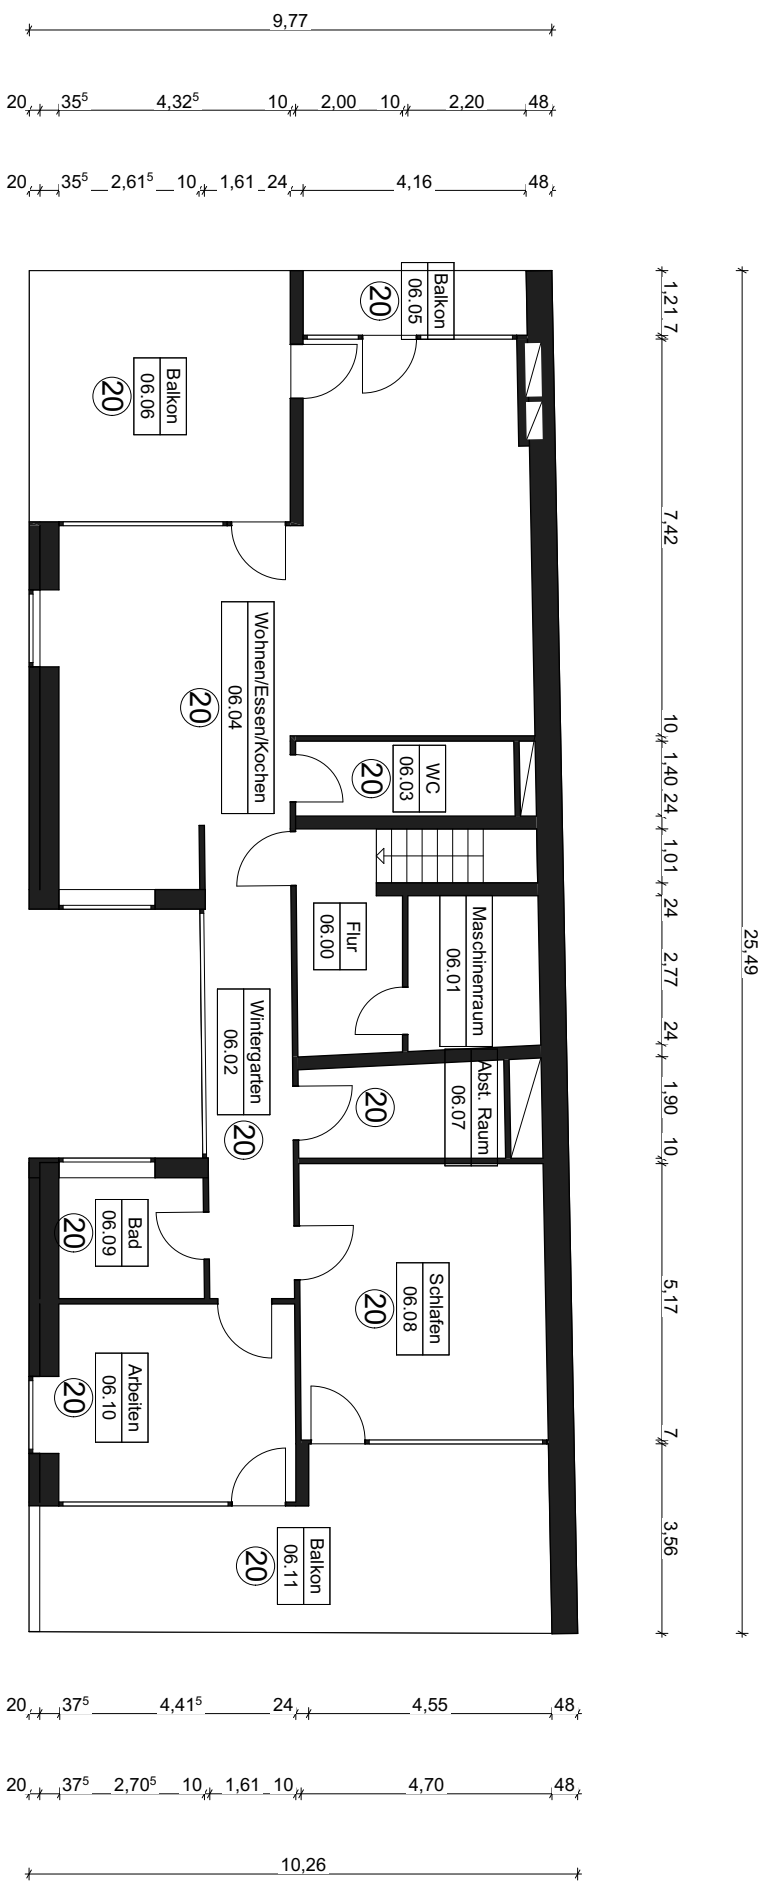 9,77
20 35⁵ 4,32⁵ 10 2,00 10 2,20 48
20 35⁵ 2,61⁵ 10 1,61 24 4,16 48
Balkon
06.05
20
Balkon
06.06
20
Wohnen/Essen/Kochen
06.04
20
WC
06.03
20
Flur
06.00
Maschinenraum
06.01
Wintergarten
06.02
20
Abst. Raum
06.07
20
Bad
06.09
20
Schlafen
06.08
20
Arbeiten
06.10
20
Balkon
06.11
20
1,21 7 7,42 10 1,40 24 1,01 24 2,77 24 1,90 10 5,17 7 3,56
25,49
20 37⁵ 4,41⁵ 24 4,55 48
20 37⁵ 2,70⁵ 10 1,61 10 4,70 48
10,26